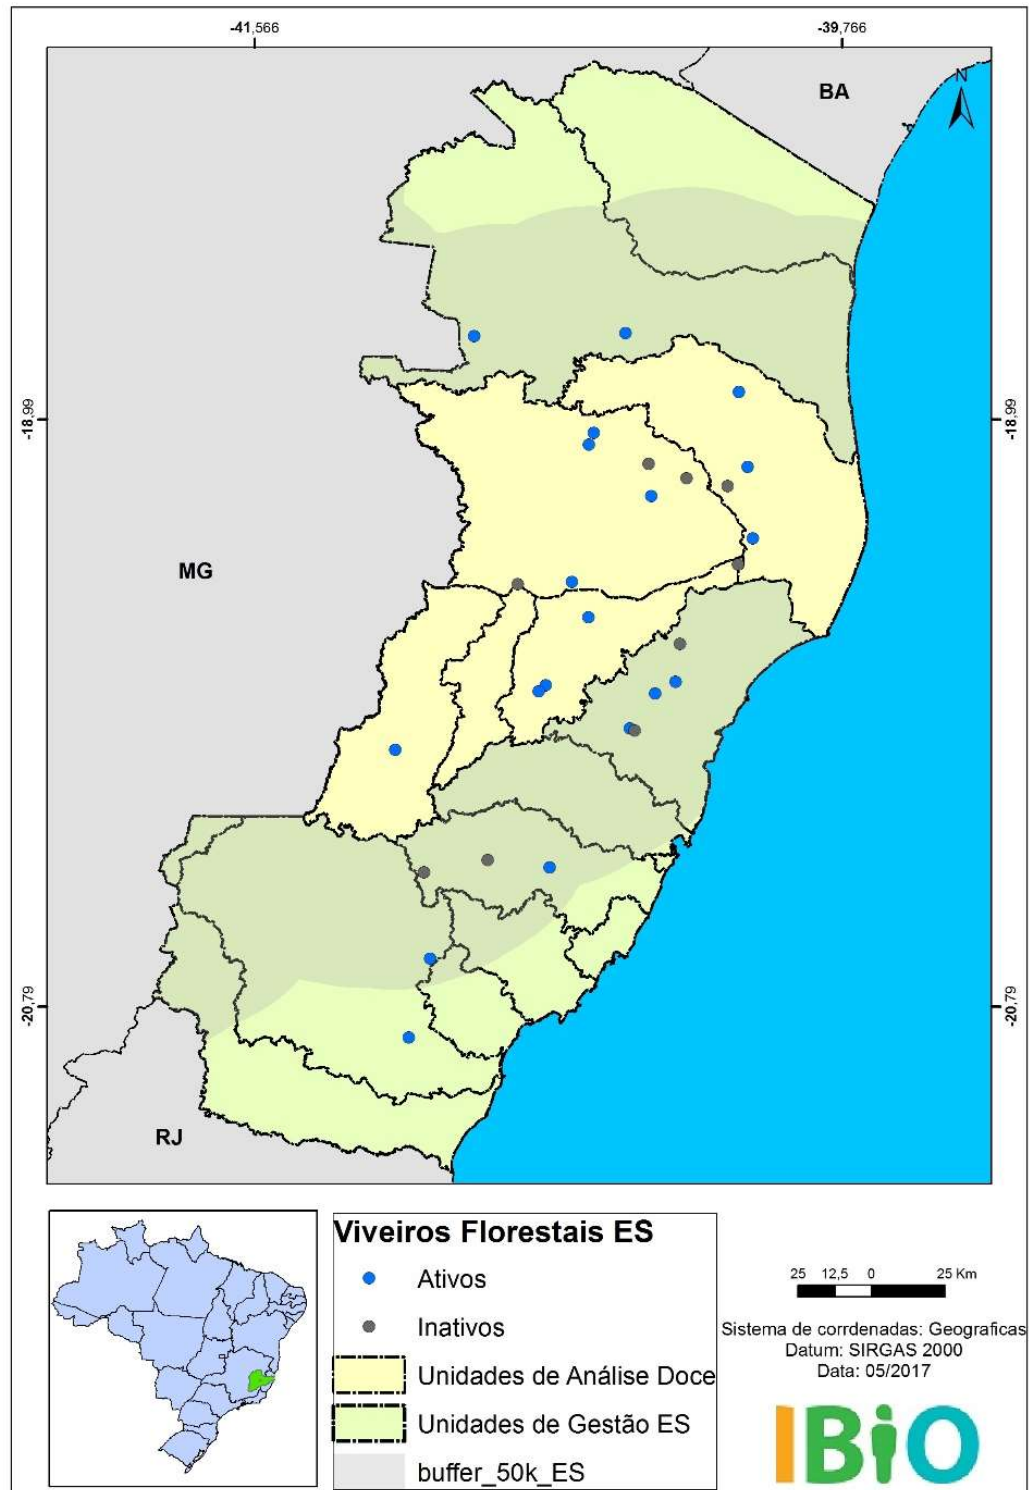 -41,566
-39,766
BA
N
-18,99
-18,99
MG
-20,79
-20,79
RJ
Viveiros Florestais ES
Ativos
Inativos
Unidades de Análise Doce
Unidades de Gestão ES
buffer_50k_ES
25 12,5 0 25 Km
Sistema de corrdenadas: Geograficas
Datum: SIRGAS 2000
Data: 05/2017
IBiO